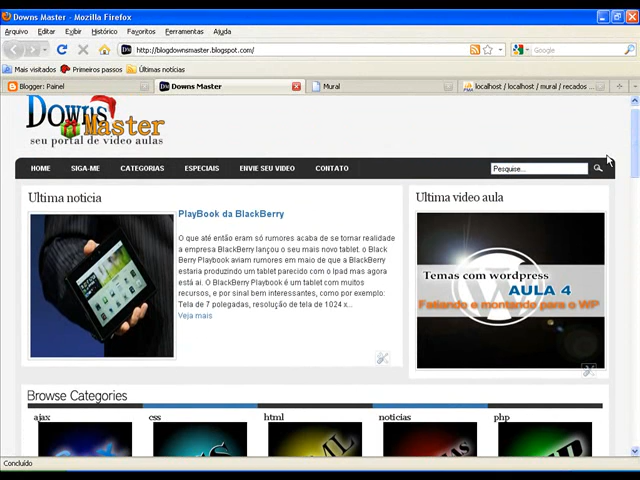 Downs Master - Mozilla Firefox
Arquivo Editar Exibir Histórico Favoritos Ferramentas Ajuda
http://blogdownsmaster.blogspot.com/
Google
Mais visitados Primeiros passos Últimas notícias
Blogger: Painel
Downs Master
Mural
localhost / localhost / mural / recados ...
Downs Master
seu portal de video aulas
HOME SIGA-ME CATEGORIAS ESPECIAIS ENVIE SEU VIDEO CONTATO
Pesquise...
Ultima noticia
PlayBook da BlackBerry
O que até então eram só rumores acaba de se tornar realidade
a empresa BlackBerry lançou o seu mais novo tablet. o Black
Berry Playbook aviam rumores em maio de que a BlackBerry
estaria produzindo um tablet parecido com o Ipad mas agora
está aí. O BlackBerry Playbook é um tablet com muitos
recursos, e por sinal bem interessantes, como por exemplo:
Tela de 7 polegadas, resolução de tela de 1024 x...
Veja mais
Ultima video aula
Temas com wordpress
AULA 4
Fatiando e montando para o WP
Browse Categories
ajax
css
html
noticias
php
Concluído